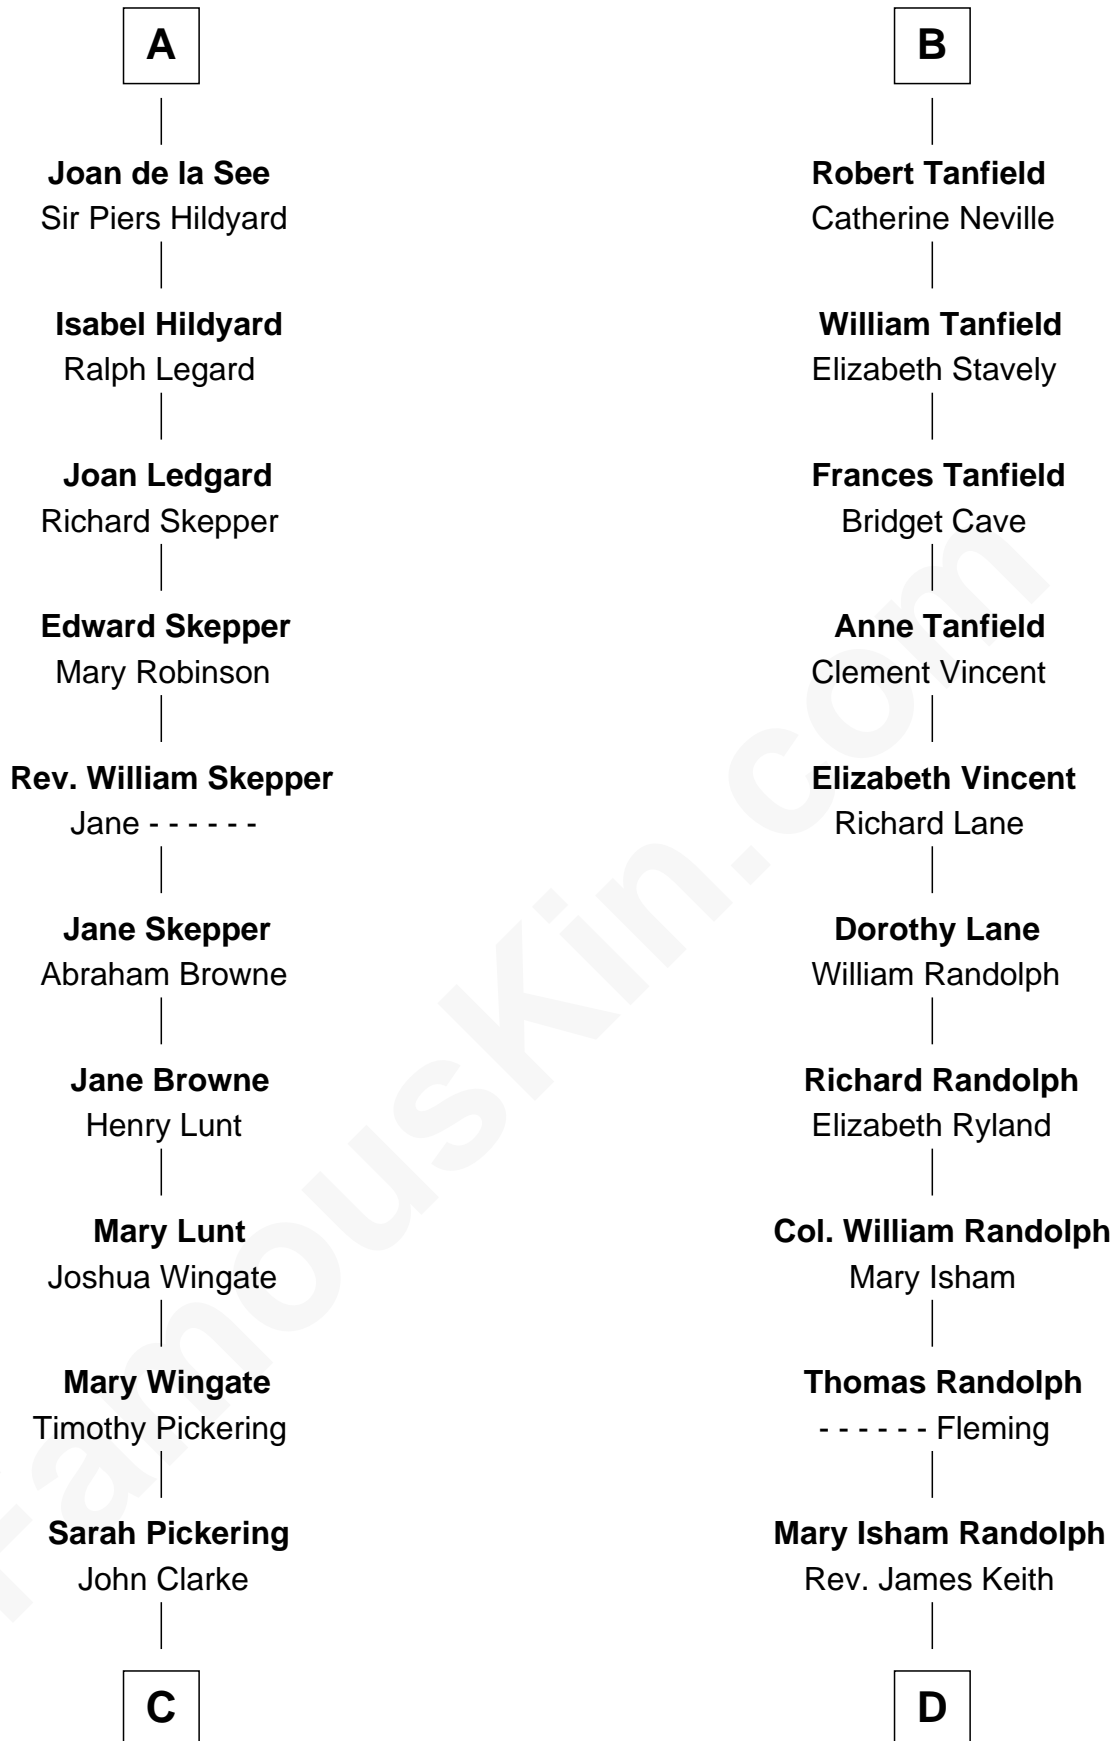 A
Joan de la See
Sir Piers Hildyard
Isabel Hildyard
Ralph Legard
Joan Ledgard
Richard Skepper
Edward Skepper
Mary Robinson
Rev. William Skepper
Jane - - - - - -
Jane Skepper
Abraham Browne
Jane Browne
Henry Lunt
Mary Lunt
Joshua Wingate
Mary Wingate
Timothy Pickering
Sarah Pickering
John Clarke
C
B
Robert Tanfield
Catherine Neville
William Tanfield
Elizabeth Stavely
Frances Tanfield
Bridget Cave
Anne Tanfield
Clement Vincent
Elizabeth Vincent
Richard Lane
Dorothy Lane
William Randolph
Richard Randolph
Elizabeth Ryland
Col. William Randolph
Mary Isham
Thomas Randolph
- - - - - - Fleming
Mary Isham Randolph
Rev. James Keith
D
FamousKin.com